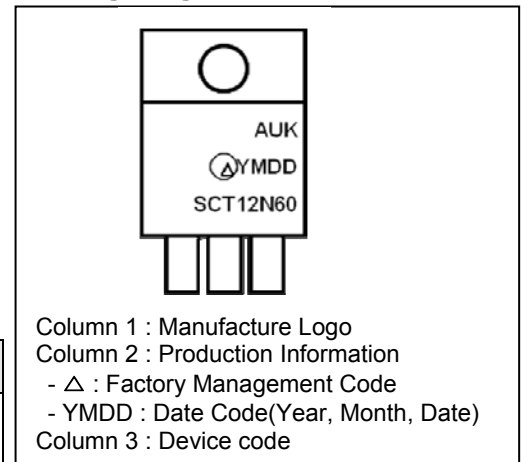 AUK
△YMDD
SCT12N60
Column 1 : Manufacture Logo
Column 2 : Production Information
- △ : Factory Management Code
- YMDD : Date Code(Year, Month, Date)
Column 3 : Device code